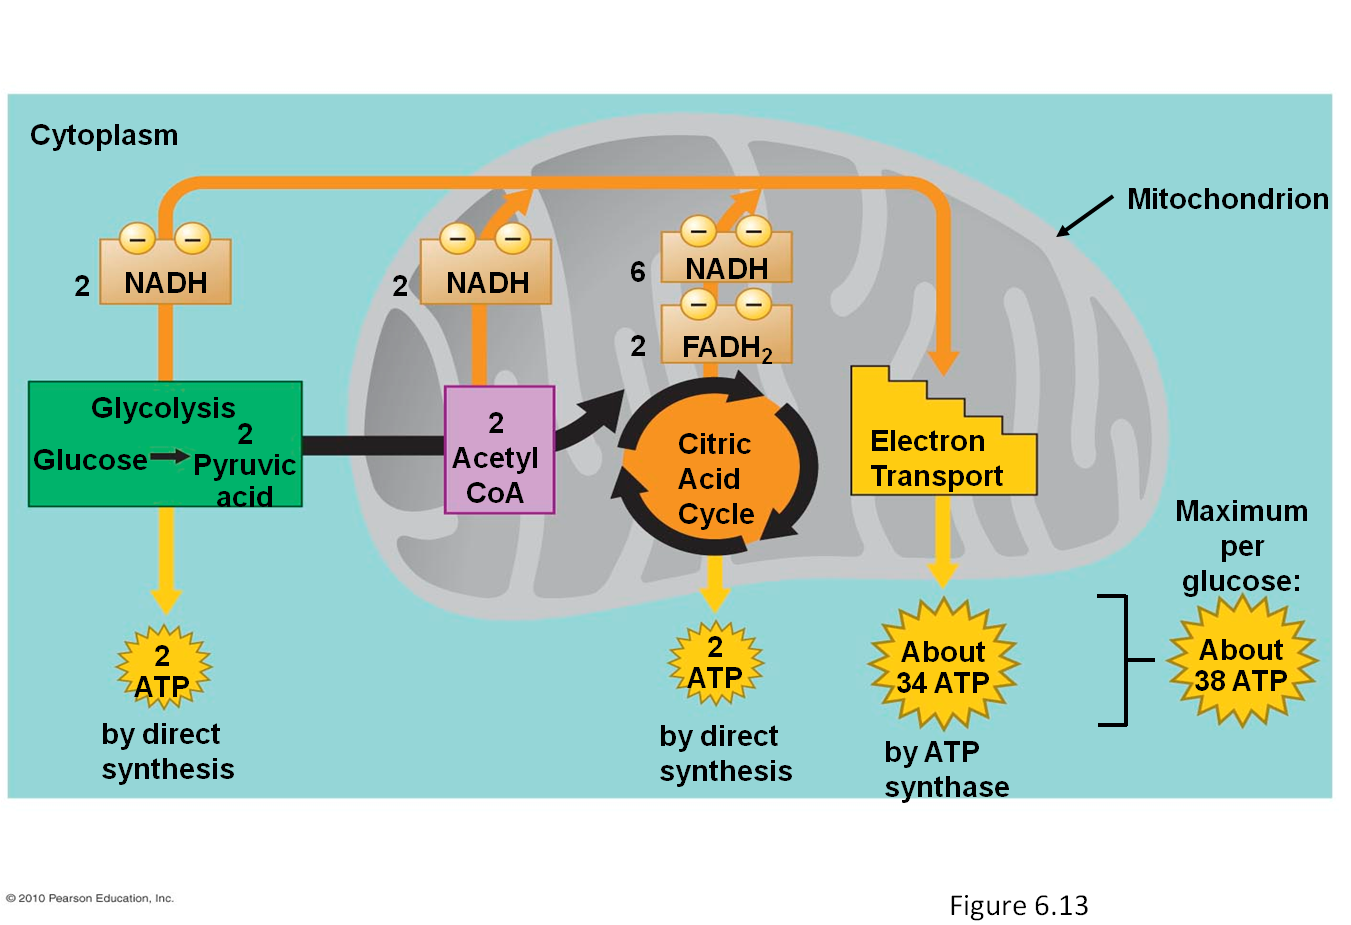 Cytoplasm
Mitochondrion
2
NADH
2
NADH
6
NADH
2
FADH2
Glycolysis
Glucose
2
Pyruvic
acid
2
Acetyl
CoA
Citric
Acid
Cycle
Electron
Transport
Maximum
per
glucose:
2
ATP
by direct
synthesis
2
ATP
by direct
synthesis
About
34 ATP
by ATP
synthase
About
38 ATP
© 2010 Pearson Education, Inc.
Figure 6.13